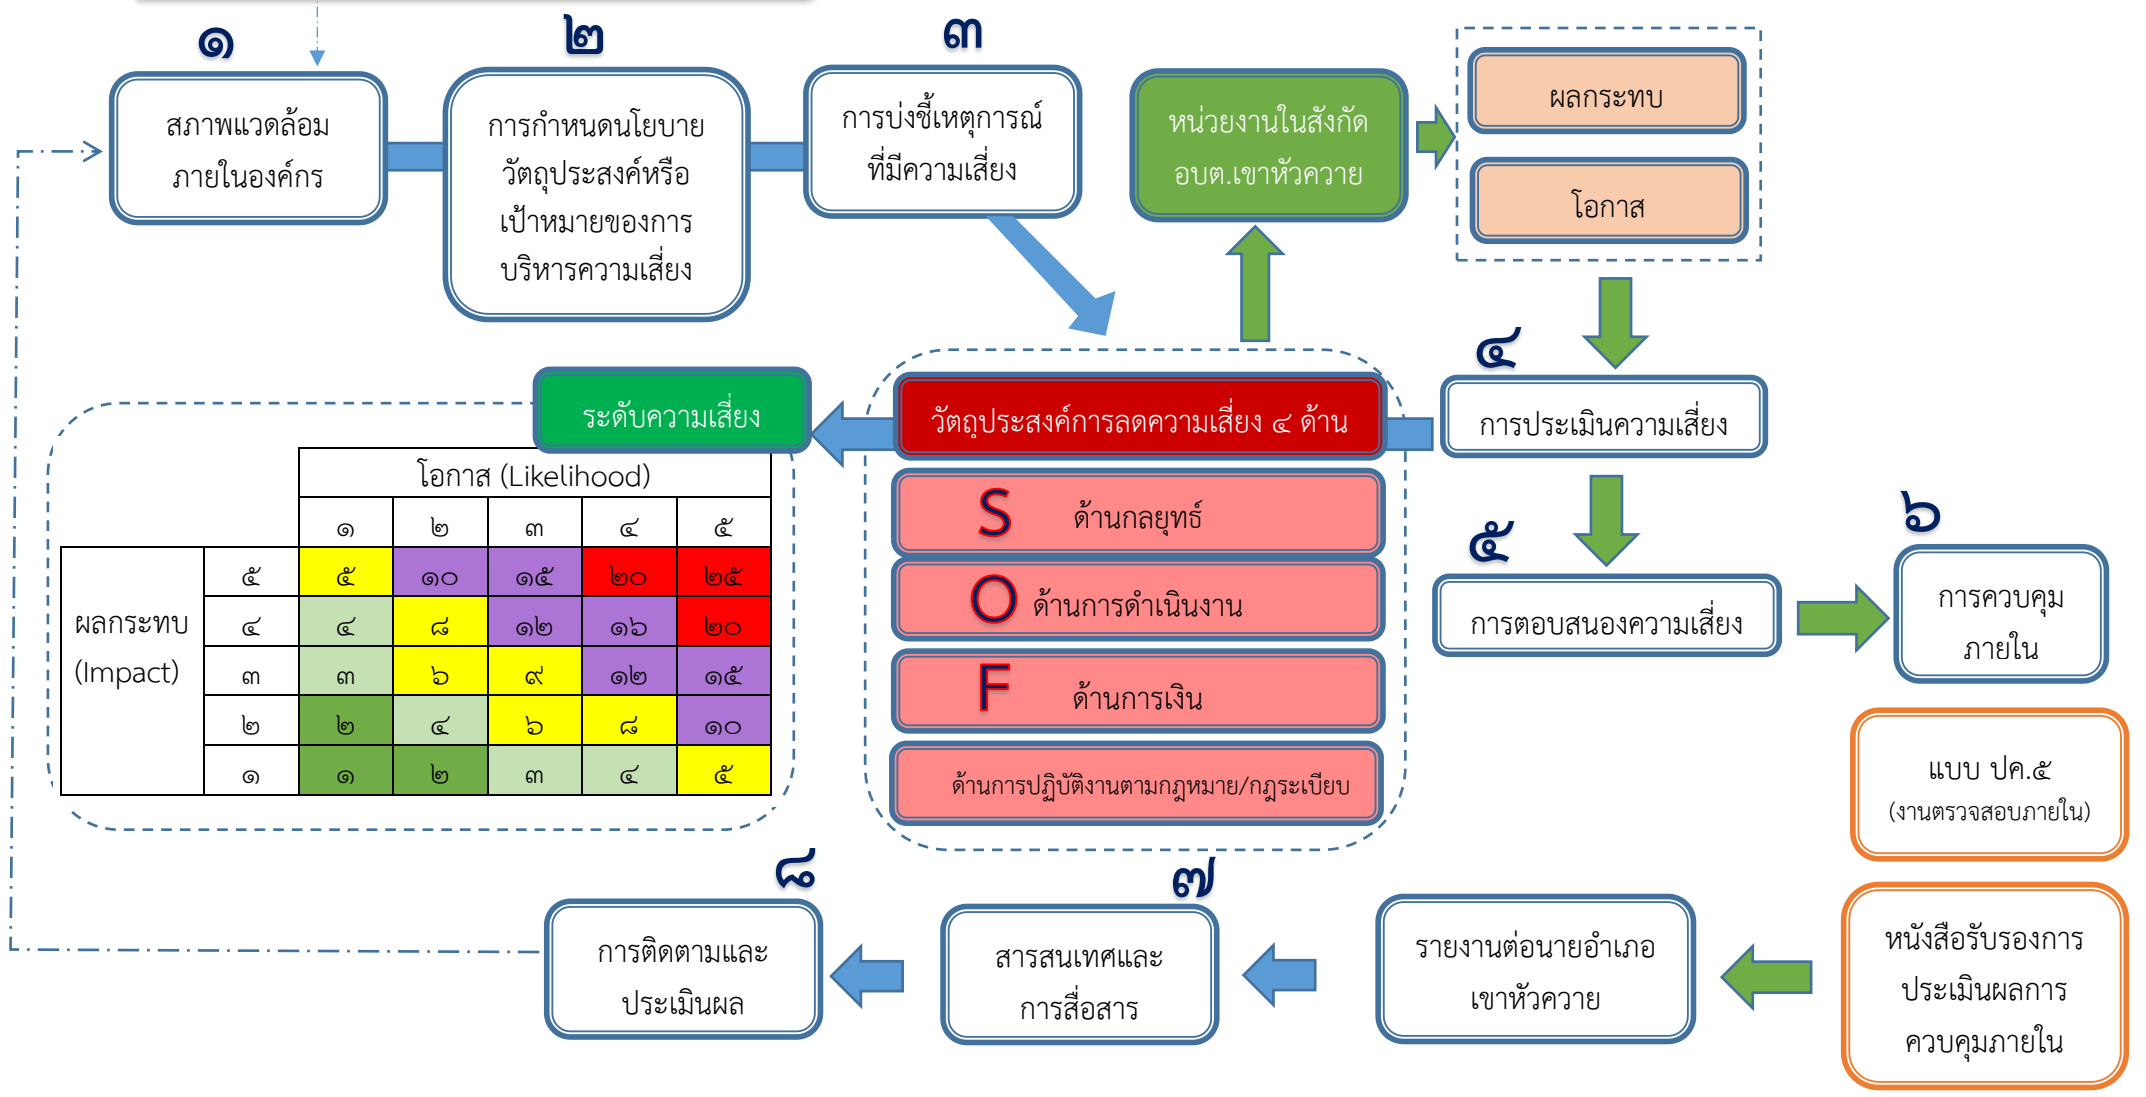 ๑
สภาพแวดล้อม
ภายในองค์กร
๒
การกำหนดนโยบาย
วัตถุประสงค์หรือ
เป้าหมายของการ
บริหารความเสี่ยง
๓
การบ่งชี้เหตุการณ์
ที่มีความเสี่ยง
หน่วยงานในสังกัด
อบต.เขาหัวควาย
ผลกระทบ
โอกาส
ระดับความเสี่ยง
โอกาส (Likelihood)
๑ ๒ ๓ ๔ ๕
ผลกระทบ
(Impact)
๕ ๕ ๑๐ ๑๕ ๒๐ ๒๕
๔ ๔ ๘ ๑๒ ๑๖ ๒๐
๓ ๓ ๖ ๙ ๑๒ ๑๕
๒ ๒ ๔ ๖ ๘ ๑๐
๑ ๑ ๒ ๓ ๔ ๕
วัตถุประสงค์การลดความเสี่ยง ๔ ด้าน
S ด้านกลยุทธ์
O ด้านการดำเนินงาน
F ด้านการเงิน
ด้านการปฏิบัติงานตามกฎหมาย/กฎระเบียบ
๔
การประเมินความเสี่ยง
๕
การตอบสนองความเสี่ยง
๖
การควบคุม
ภายใน
แบบ ปค.๕
(งานตรวจสอบภายใน)
หนังสือรับรองการ
ประเมินผลการ
ควบคุมภายใน
รายงานต่อนายอำเภอ
เขาหัวควาย
๗
สารสนเทศและ
การสื่อสาร
๘
การติดตามและ
ประเมินผล